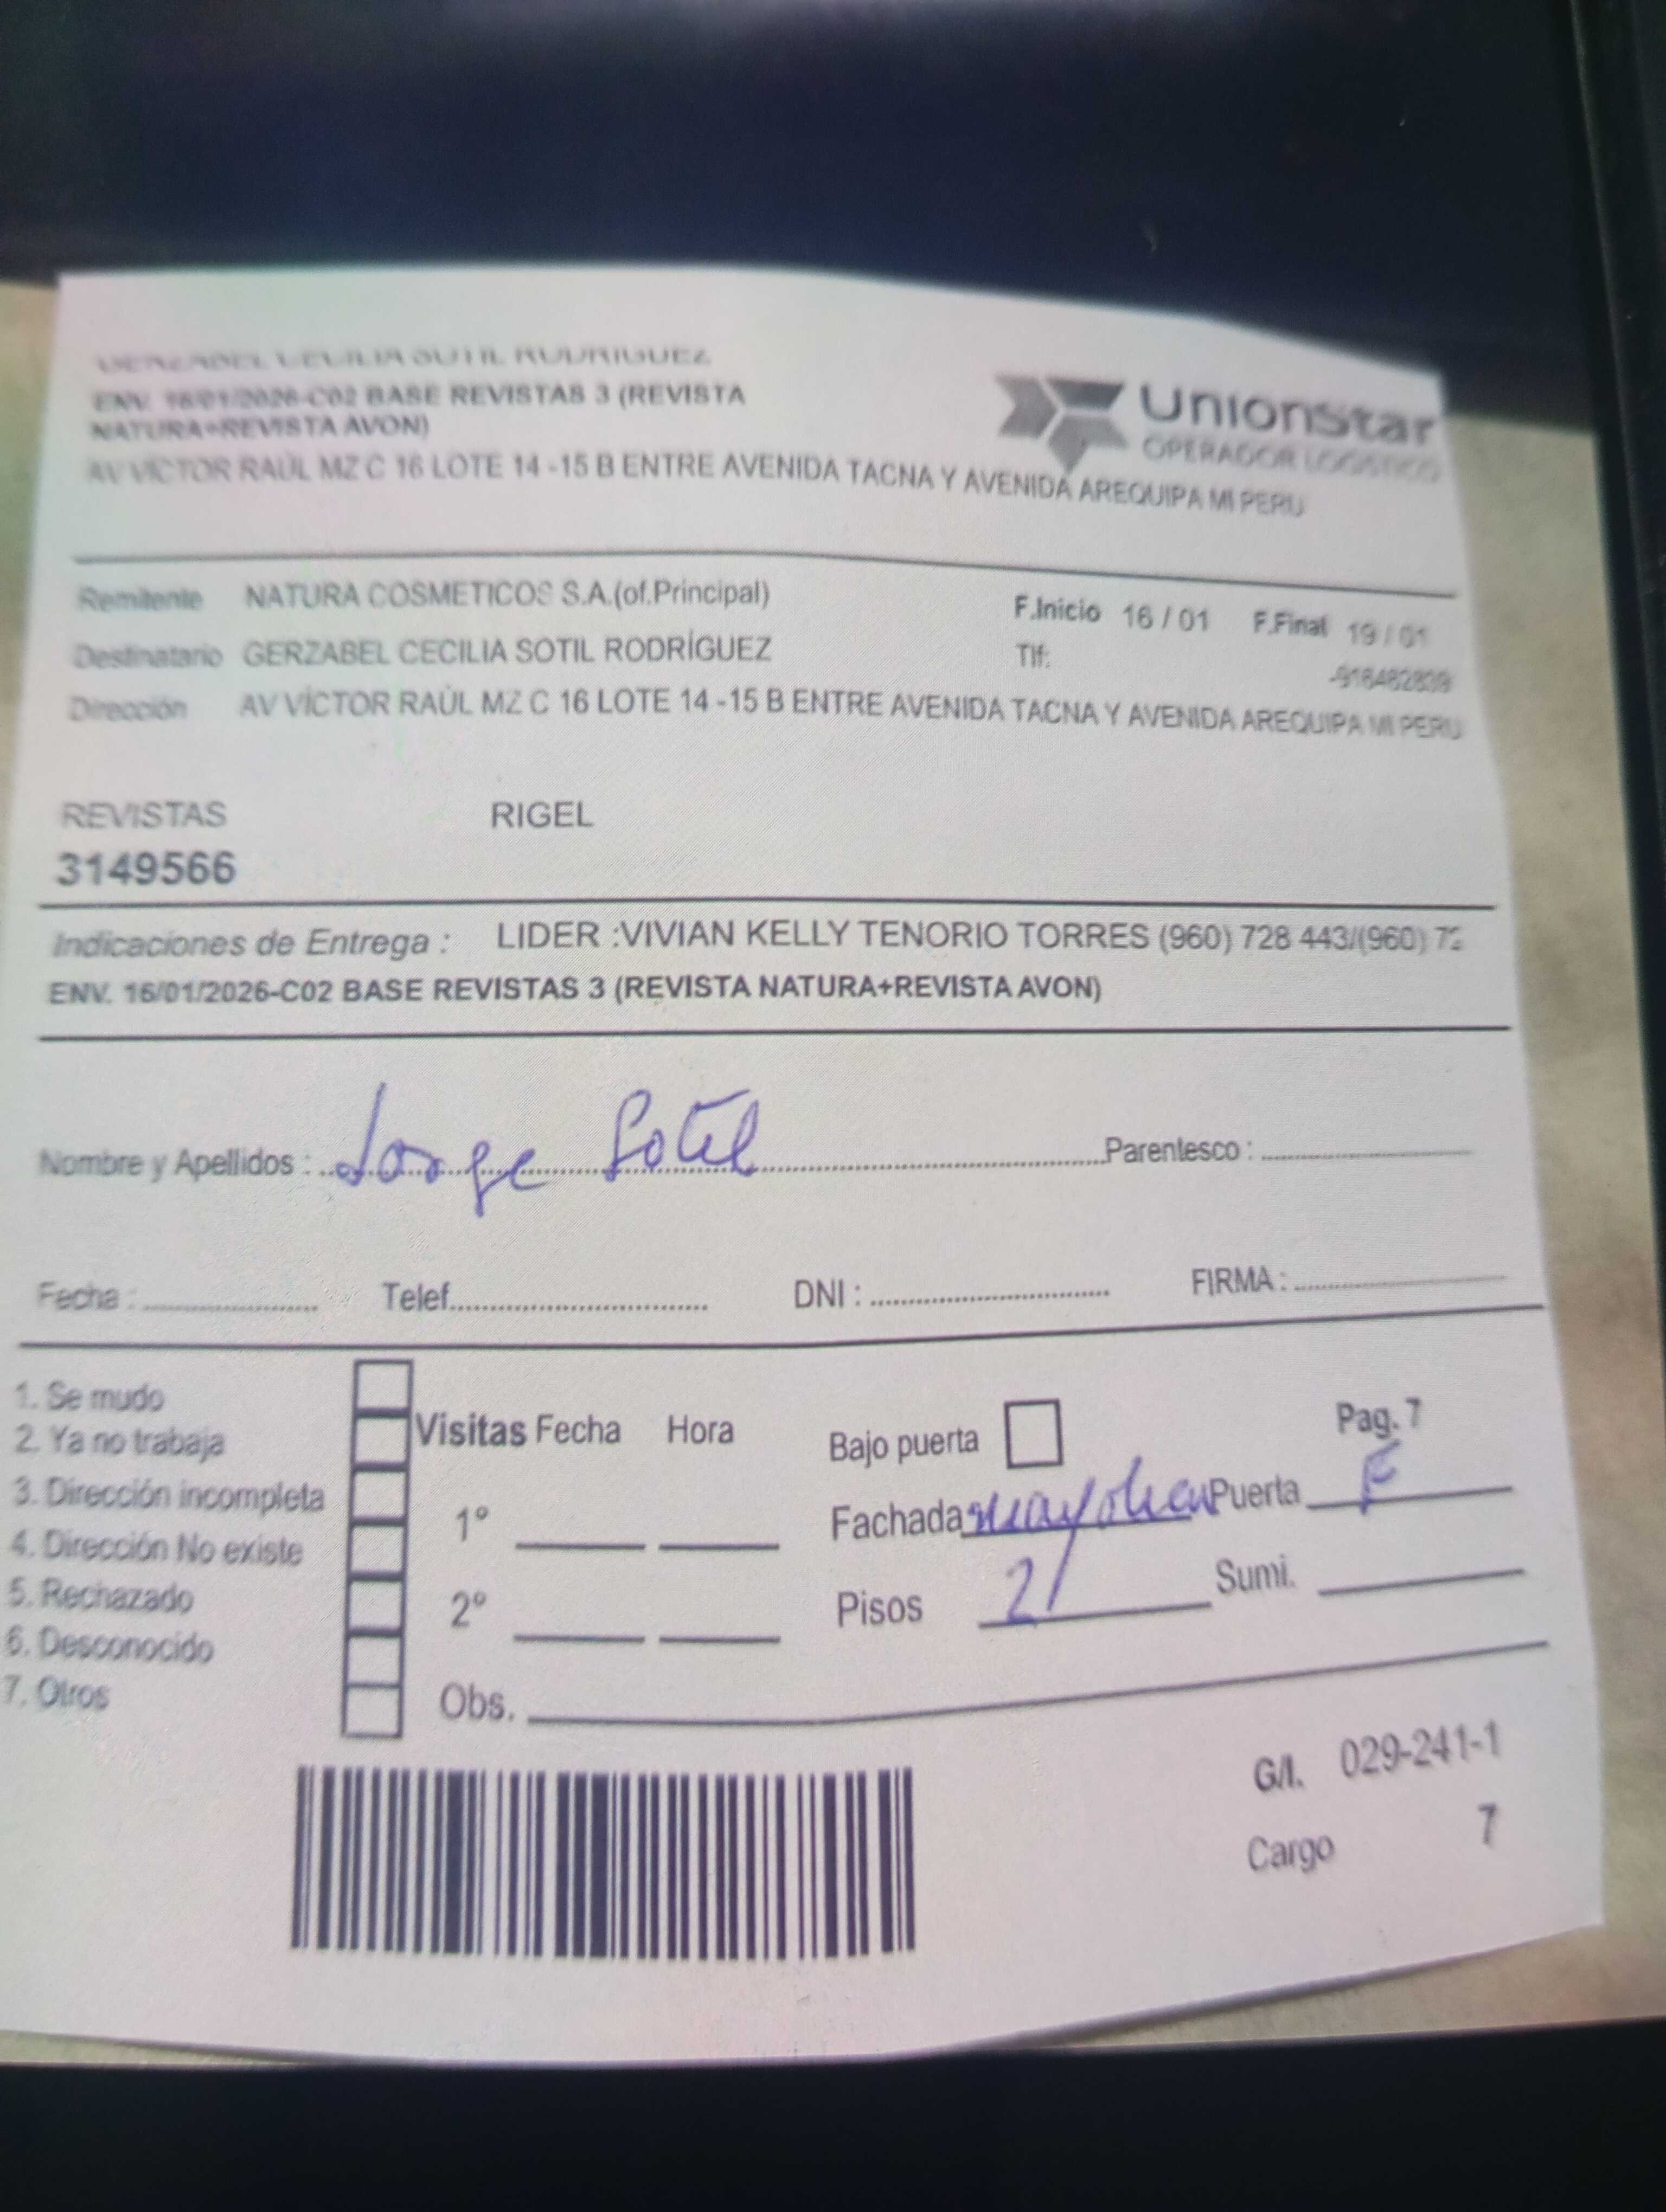 GERZABEL CECILIA SOTIL RODRÍGUEZ
ENV. 16/01/2026-C02 BASE REVISTAS 3 (REVISTA
NATURA+REVISTA AVON)
AV VÍCTOR RAÙL MZ C 16 LOTE 14 -15 B ENTRE AVENIDA TACNA Y AVENIDA AREQUIPA MI PERU
UnionStar
OPERADOR LOGISTICO
Remitente NATURA COSMETICOS S.A.(of.Principal)
F.Inicio 16 / 01 F.Final 19 / 01
Destinatario GERZABEL CECILIA SOTIL RODRÍGUEZ
Tlf: -916482839
Dirección AV VÍCTOR RAÙL MZ C 16 LOTE 14 -15 B ENTRE AVENIDA TACNA Y AVENIDA AREQUIPA MI PERU
REVISTAS RIGEL
3149566
Indicaciones de Entrega : LIDER :VIVIAN KELLY TENORIO TORRES (960) 728 443/(960) 72
ENV. 16/01/2026-C02 BASE REVISTAS 3 (REVISTA NATURA+REVISTA AVON)
Nombre y Apellidos : Jorge Sotil Parentesco :
Fecha : Telef. DNI : FIRMA :
1. Se mudo
2. Ya no trabaja
3. Dirección incompleta
4. Dirección No existe
5. Rechazado
6. Desconocido
7. Otros
Visitas Fecha Hora
1°
2°
Obs.
Bajo puerta Pag. 7
Fachada mayolica Puerta F
Pisos 2 Sumi.
G/I. 029-241-1
Cargo 7